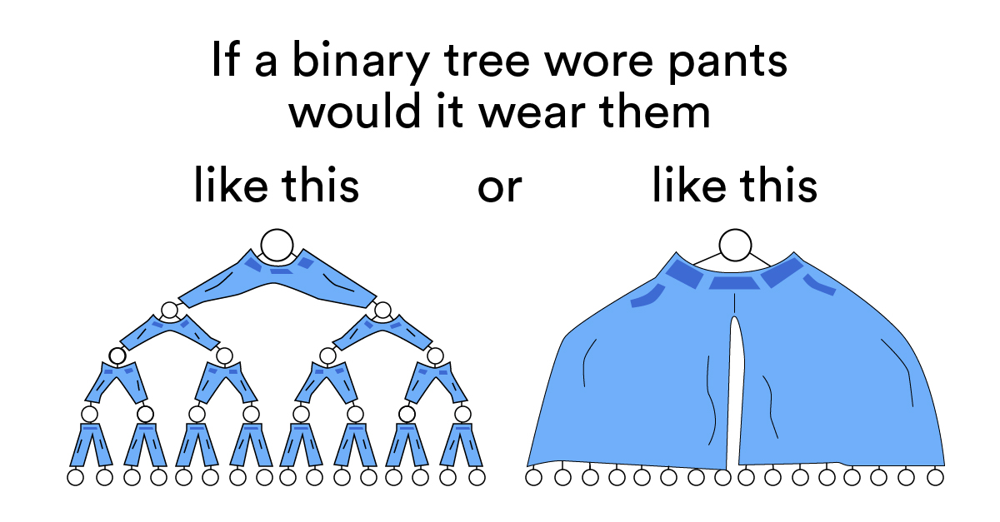 If a binary tree wore pants
would it wear them
like this or like this